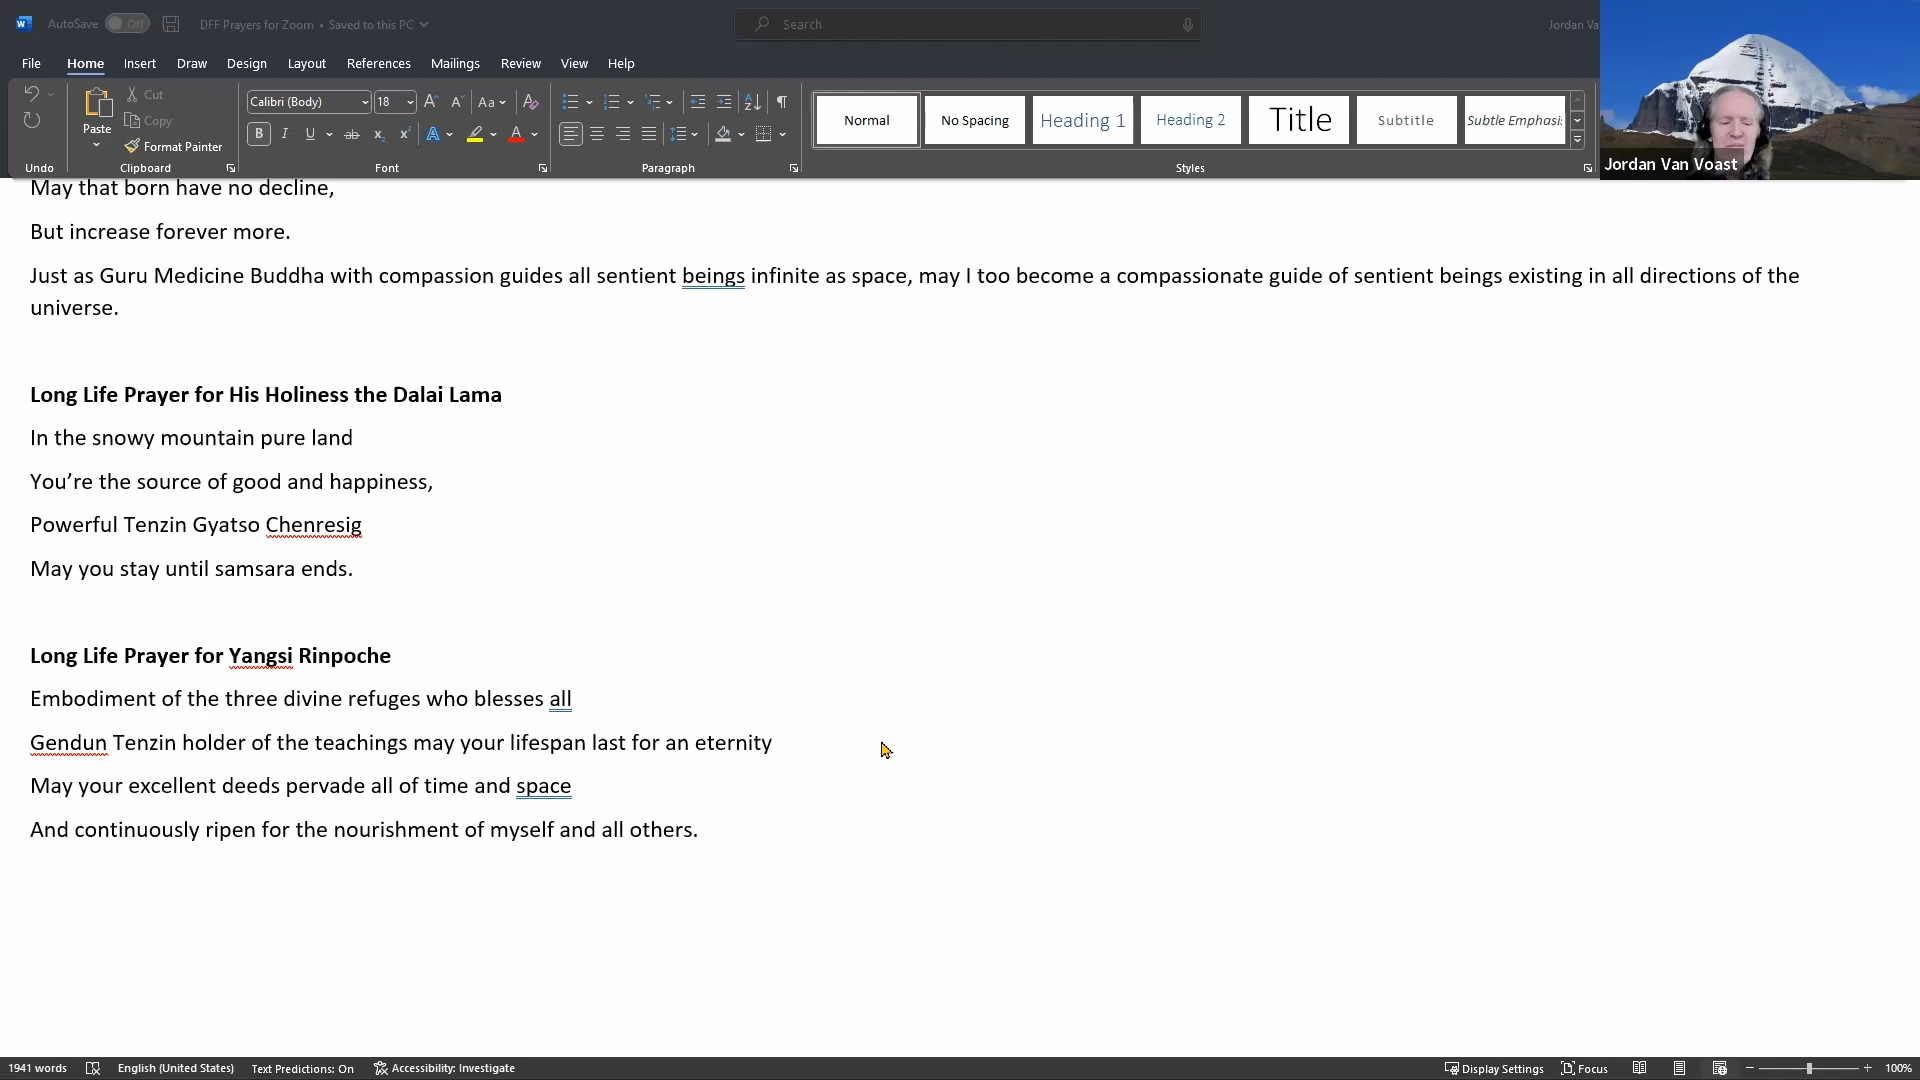 AutoSave Off DFF Prayers for Zoom • Saved to this PC Search Jordan Va
File Home Insert Draw Design Layout References Mailings Review View Help
Paste Cut Copy Format Painter
Calibri (Body) 18
Normal No Spacing Heading 1 Heading 2 Title Subtitle Subtle Emphasi
Undo Clipboard Font Paragraph Styles
Jordan Van Voast
May that born have no decline,
But increase forever more.
Just as Guru Medicine Buddha with compassion guides all sentient beings infinite as space, may I too become a compassionate guide of sentient beings existing in all directions of the
universe.
Long Life Prayer for His Holiness the Dalai Lama
In the snowy mountain pure land
You’re the source of good and happiness,
Powerful Tenzin Gyatso Chenresig
May you stay until samsara ends.
Long Life Prayer for Yangsi Rinpoche
Embodiment of the three divine refuges who blesses all
Gendun Tenzin holder of the teachings may your lifespan last for an eternity
May your excellent deeds pervade all of time and space
And continuously ripen for the nourishment of myself and all others.
1941 words English (United States) Text Predictions: On Accessibility: Investigate Display Settings Focus 100%